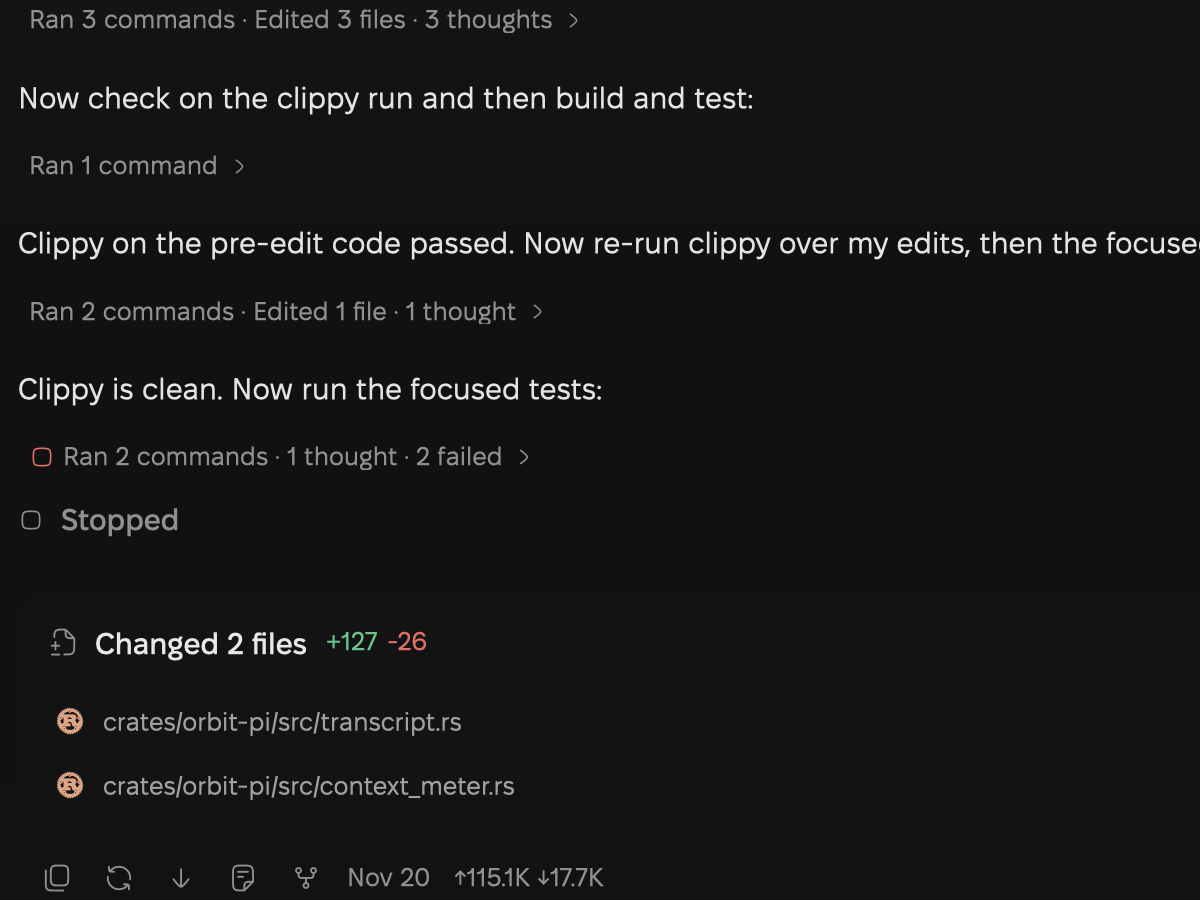 Ran 3 commands · Edited 3 files · 3 thoughts
Now check on the clippy run and then build and test:
Ran 1 command
Clippy on the pre-edit code passed. Now re-run clippy over my edits, then the
Ran 2 commands · Edited 1 file · 1 thought
Clippy is clean. Now run the focused tests:
Ran 2 commands · 1 thought · 2 failed
Stopped
Changed 2 files +127 -26
crates/orbit-pi/src/transcript.rs
crates/orbit-pi/src/context_meter.rs
Nov 20 ↑115.1K ↓17.7K